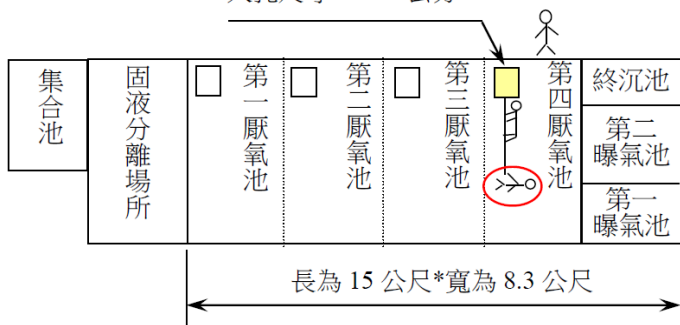 集合池
固液分離場所
第一厭氧池
第二厭氧池
第三厭氧池
第四厭氧池
終沉池
第二
曝氣池
第一
曝氣池
長為 15 公尺*寬為 8.3 公尺